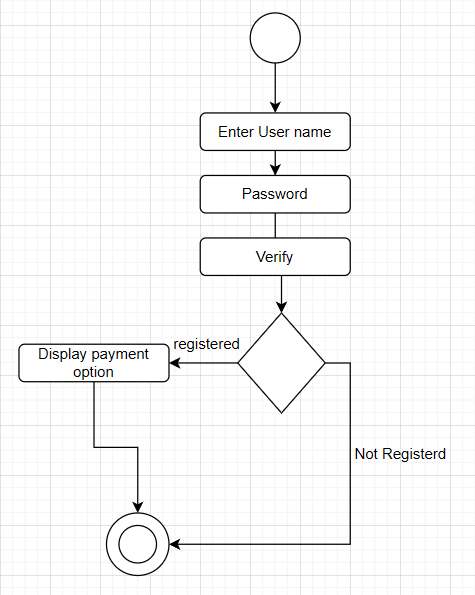 Enter User name
Password
Verify
registered
Display payment
option
Not Registerd